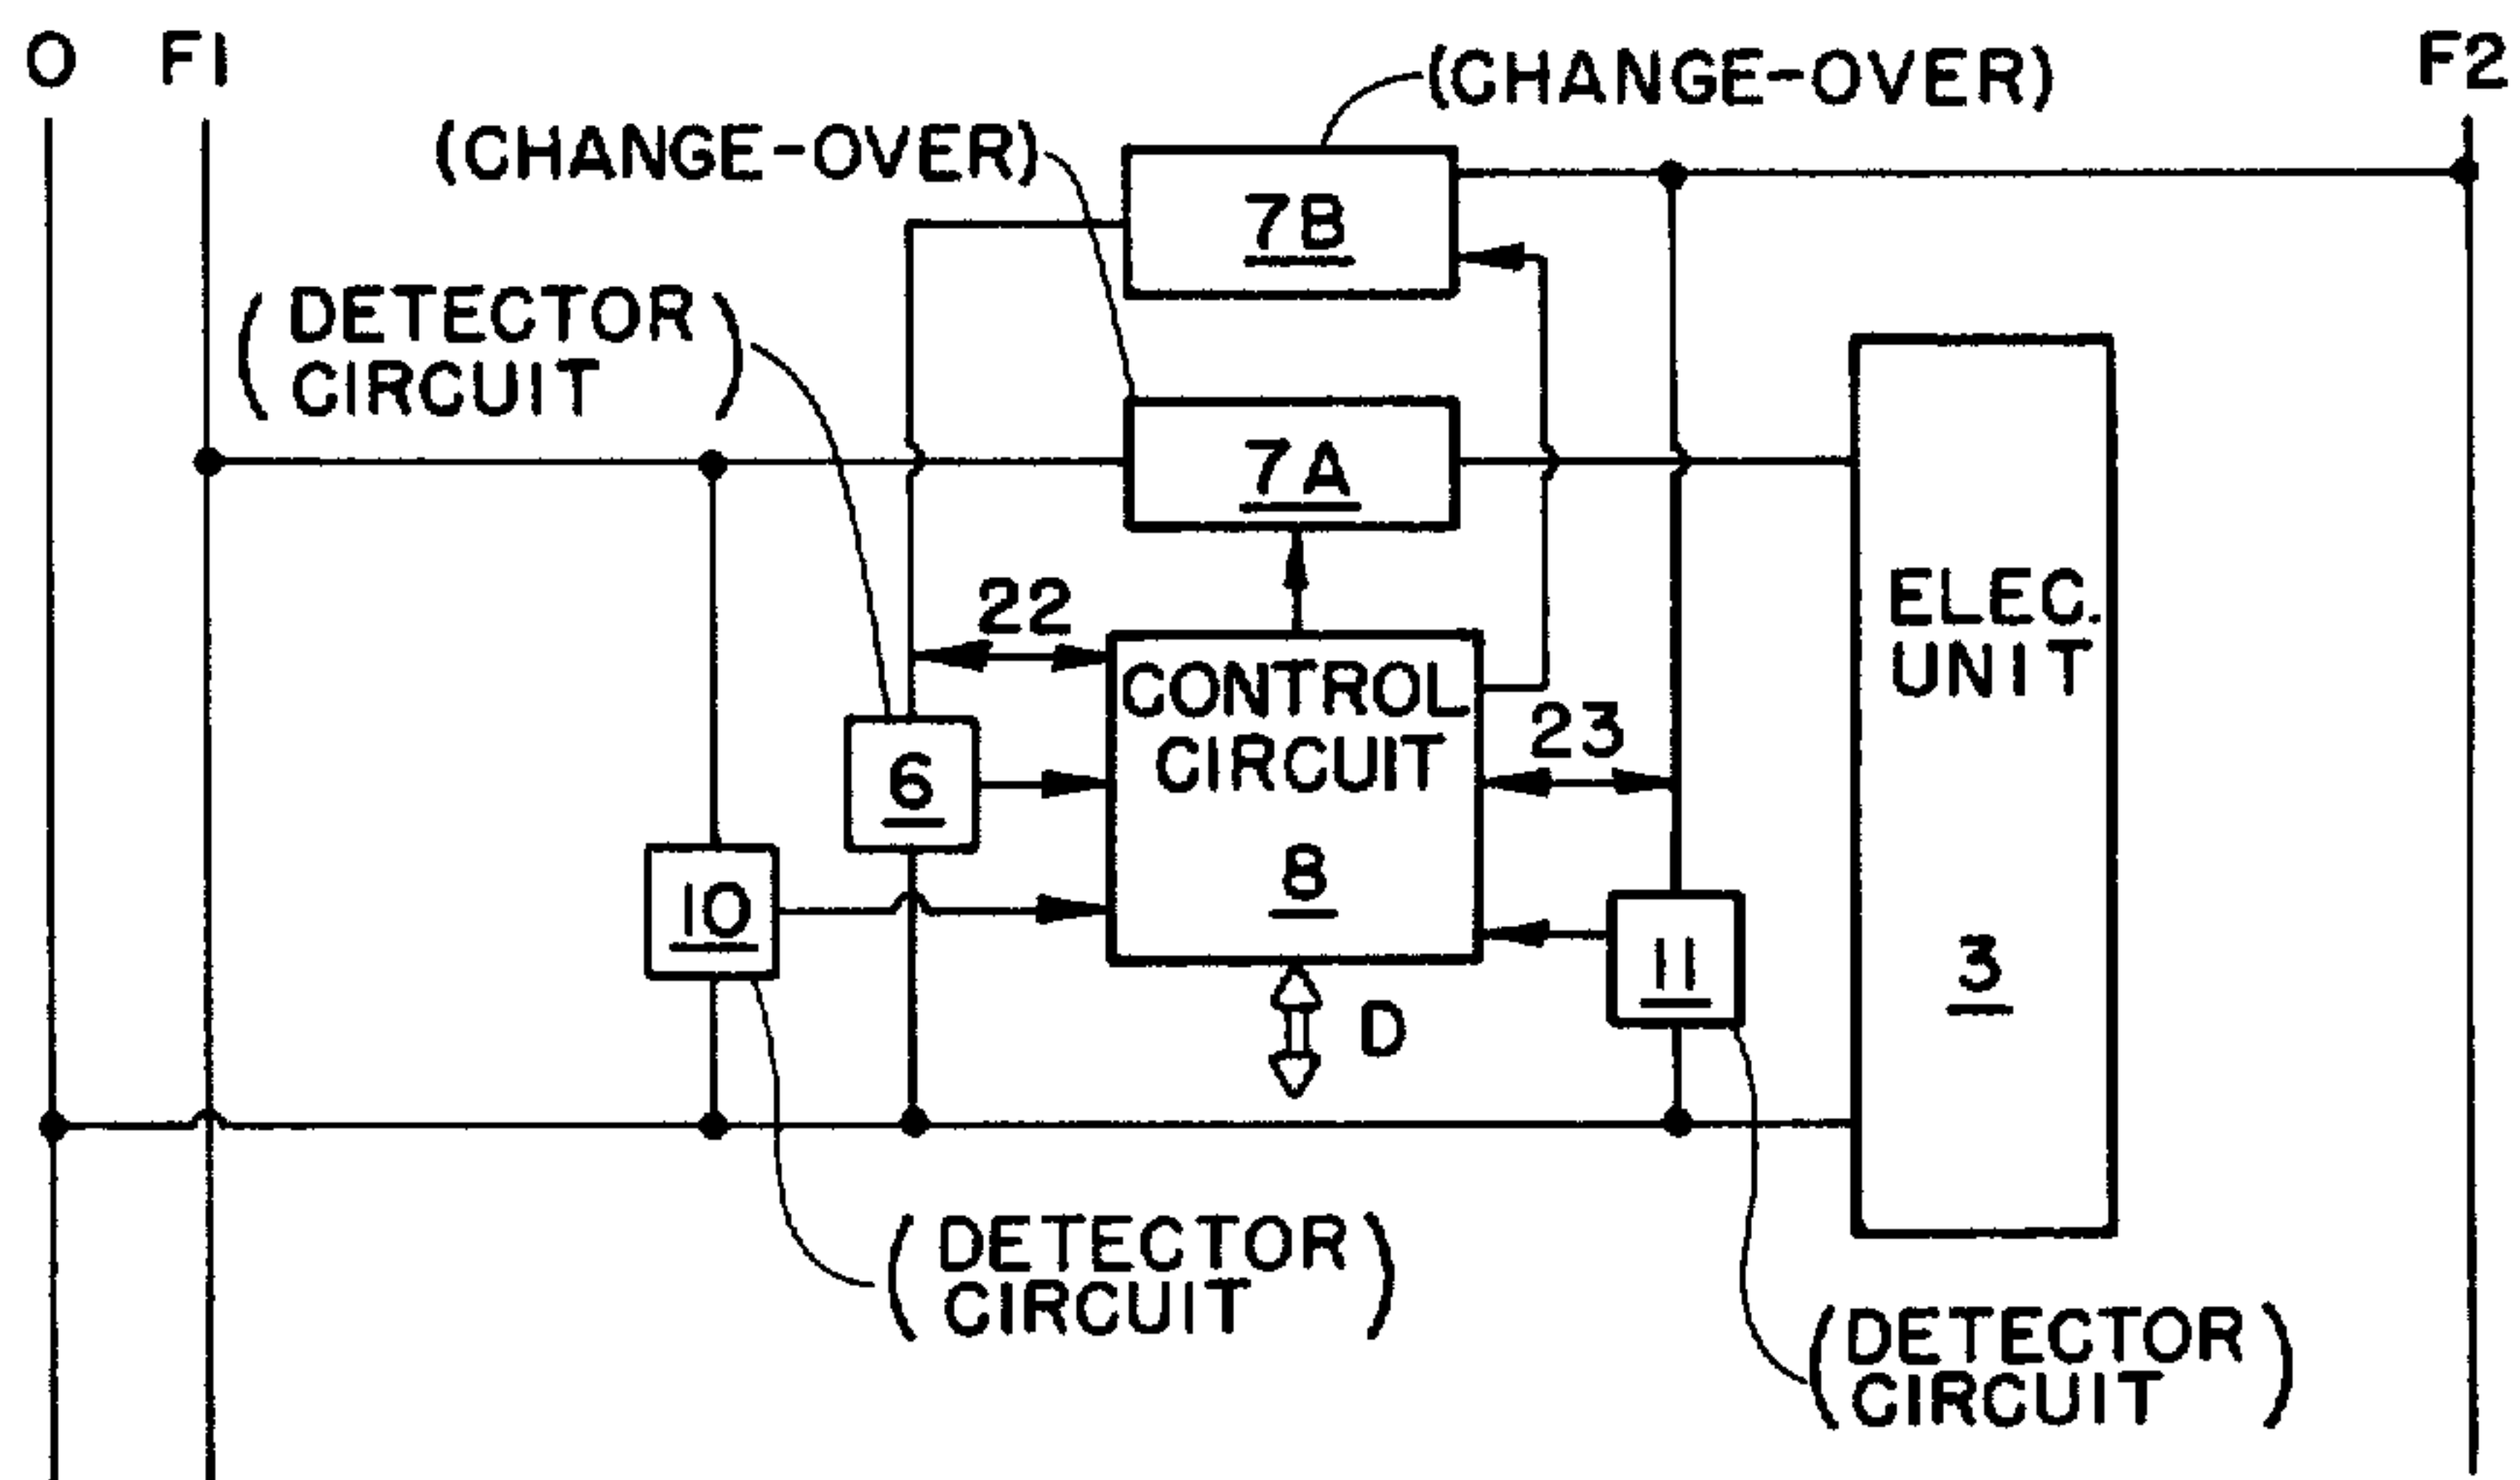 O F1 F2
(CHANGE-OVER)
(CHANGE-OVER)
7B
(DETECTOR
CIRCUIT)
7A
22
ELEC.
UNIT
CONTROL
CIRCUIT
23
6
8
10
11
3
D
(DETECTOR
CIRCUIT)
(DETECTOR
CIRCUIT)